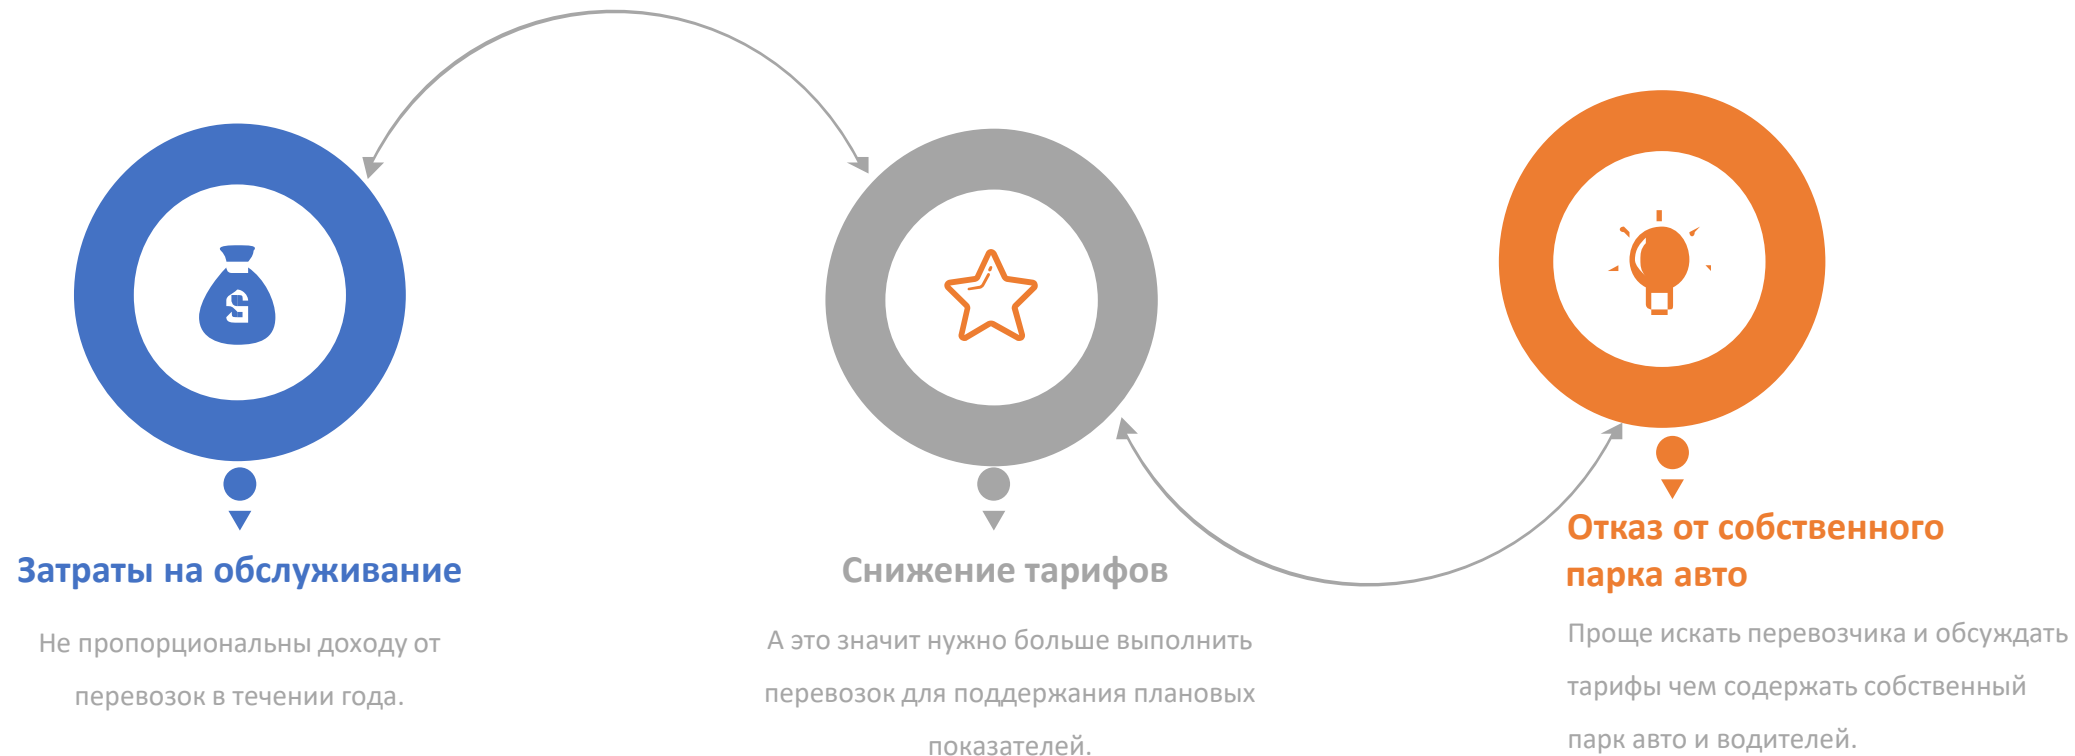 Затраты на обслуживание
Не пропорциональны доходу от
перевозок в течении года.
Снижение тарифов
А это значит нужно больше выполнить
перевозок для поддержания плановых
показателей.
Отказ от собственного
парка авто
Проще искать перевозчика и обсуждать
тарифы чем содержать собственный
парк авто и водителей.